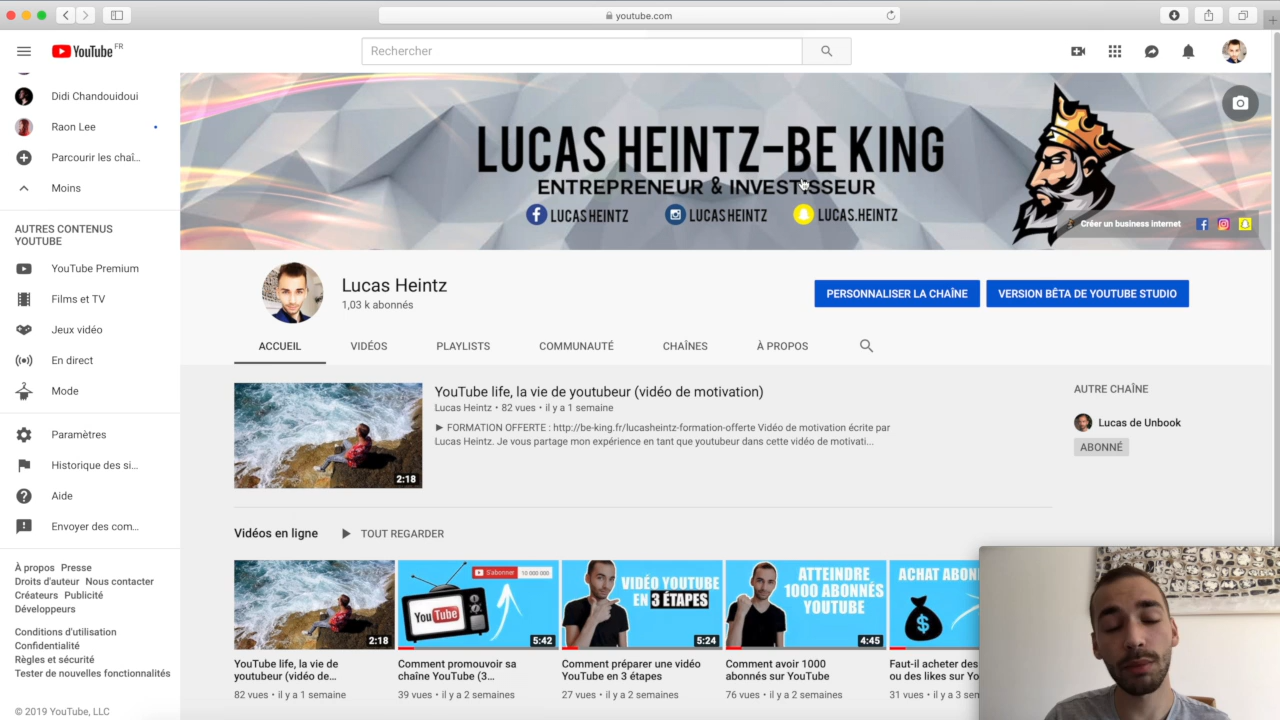 youtube.com
YouTube FR
Rechercher
Didi Chandouidoui
Raon Lee
Parcourir les chaî...
Moins
AUTRES CONTENUS
YOUTUBE
YouTube Premium
Films et TV
Jeux vidéo
En direct
Mode
Paramètres
Historique des si...
Aide
Envoyer des com...
À propos Presse
Droits d'auteur Nous contacter
Créateurs Publicité
Développeurs
Conditions d'utilisation
Confidentialité
Règles et sécurité
Tester de nouvelles fonctionnalités
© 2019 YouTube, LLC
LUCAS HEINTZ-BE KING
ENTREPRENEUR & INVESTISSEUR
LUCAS HEINTZ
LUCAS HEINTZ
LUCAS.HEINTZ
Créer un business internet
Lucas Heintz
1,03 k abonnés
PERSONNALISER LA CHAÎNE
VERSION BÊTA DE YOUTUBE STUDIO
ACCUEIL
VIDÉOS
PLAYLISTS
COMMUNAUTÉ
CHAÎNES
À PROPOS
2:18
YouTube life, la vie de youtubeur (vidéo de motivation)
Lucas Heintz • 82 vues • il y a 1 semaine
► FORMATION OFFERTE : http://be-king.fr/lucasheintz-formation-offerte Vidéo de motivation écrite par
Lucas Heintz. Je vous partage mon expérience en tant que youtubeur dans cette vidéo de motivati...
AUTRE CHAÎNE
Lucas de Unbook
ABONNÉ
Vidéos en ligne
TOUT REGARDER
2:18
YouTube life, la vie de
youtubeur (vidéo de...
82 vues • il y a 1 semaine
S'abonner 10 000 000
YouTube
5:42
Comment promouvoir sa
chaîne YouTube (3...
39 vues • il y a 2 semaines
VIDÉO YOUTUBE
EN 3 ÉTAPES
5:24
Comment préparer une vidéo
YouTube en 3 étapes
27 vues • il y a 2 semaines
ATTEINDRE
1000 ABONNÉS
YOUTUBE
4:45
Comment avoir 1000
abonnés sur YouTube
76 vues • il y a 2 semaines
ACHAT ABON
$
Faut-il acheter des
ou des likes sur Yo
31 vues • il y a 3 sem